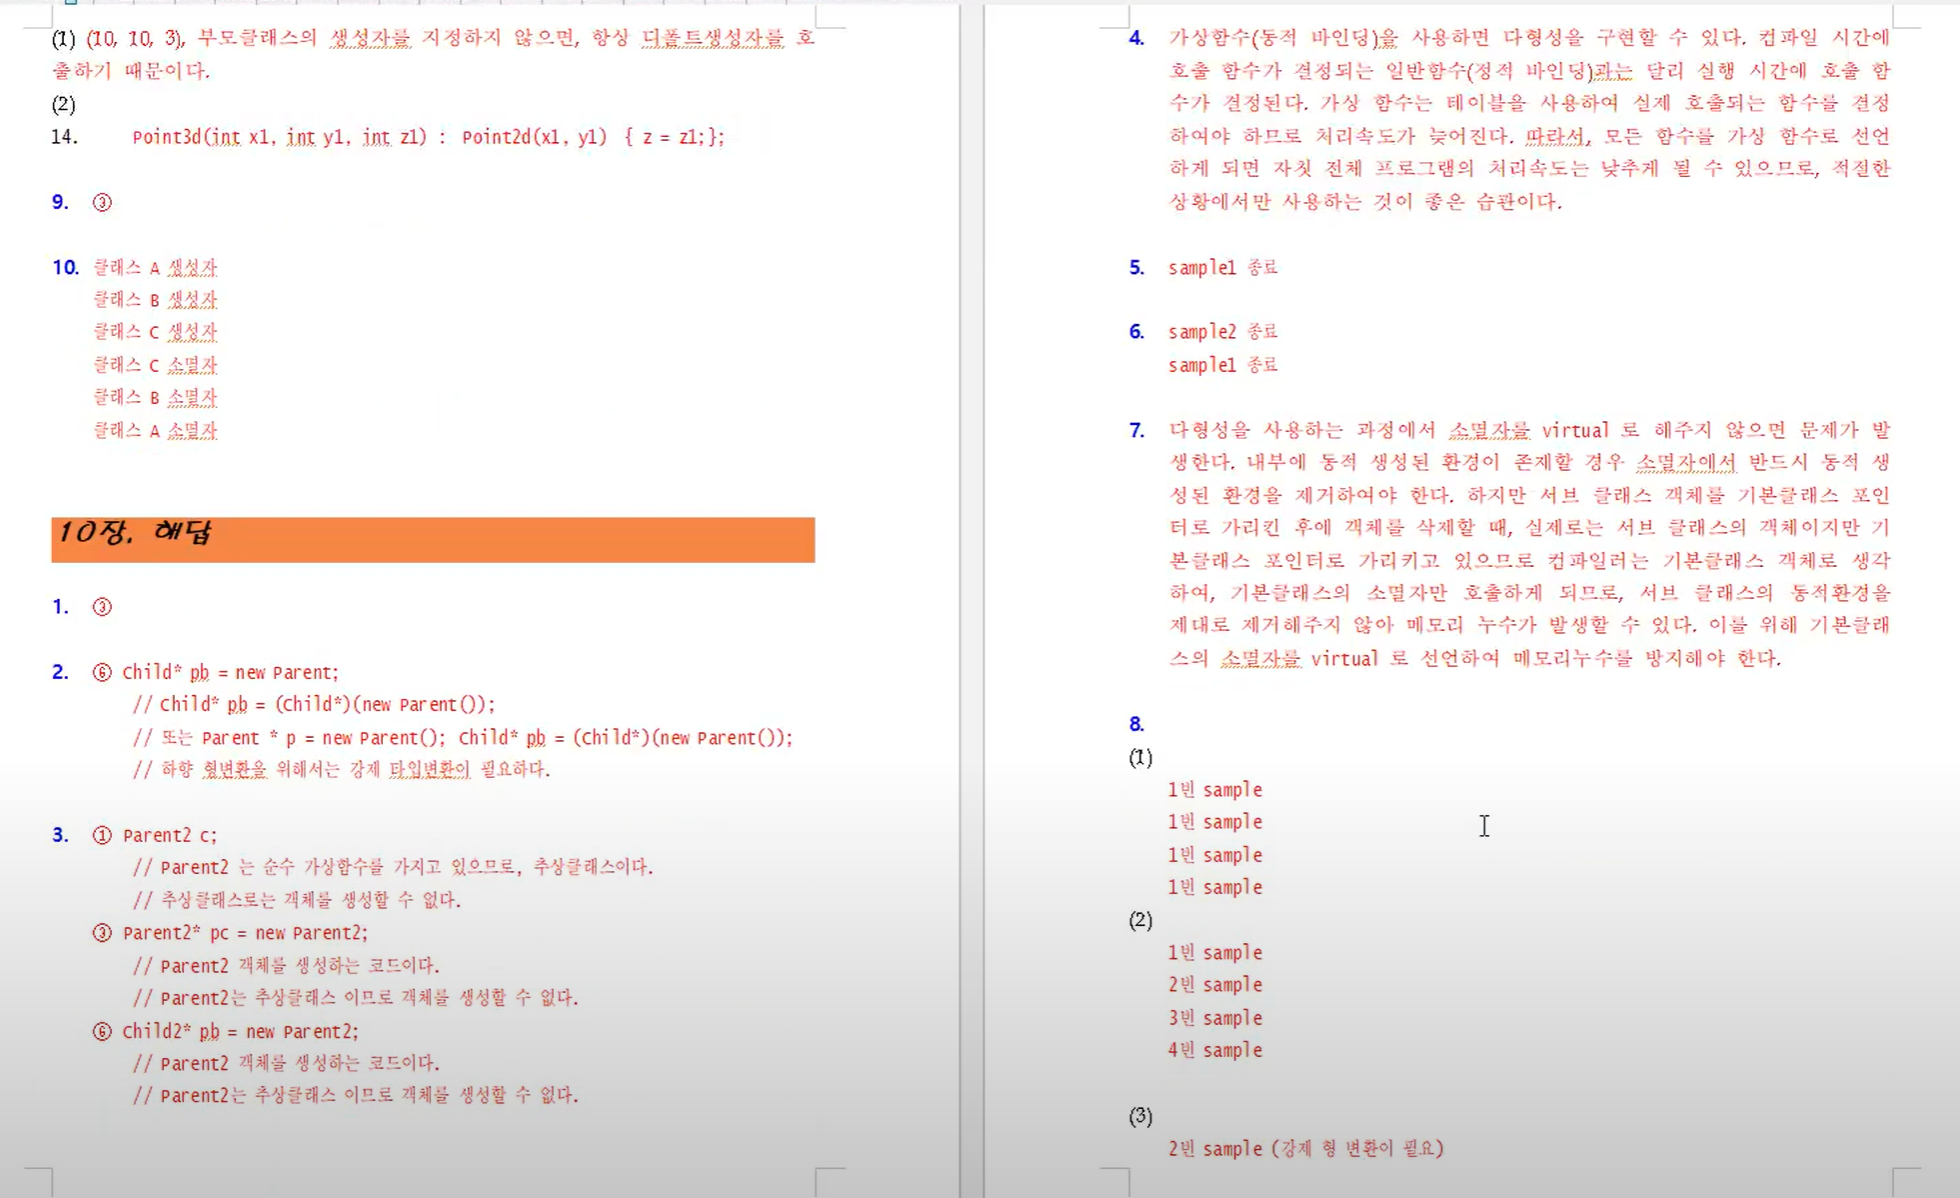 (1) (10, 10, 3), 부모클래스의 생성자를 지정하지 않으면, 항상 디폴트생성자를 호
출하기 때문이다.
(2)
14. Point3d(int x1, int y1, int z1) : Point2d(x1, y1) { z = z1;};
9. ③
10. 클래스 A 생성자
클래스 B 생성자
클래스 C 생성자
클래스 C 소멸자
클래스 B 소멸자
클래스 A 소멸자
10장. 해답
1. ③
2. ⑥ Child* pb = new Parent;
// Child* pb = (Child*)(new Parent());
// 또는 Parent * p = new Parent(); Child* pb = (Child*)(new Parent());
// 하향 형변환을 위해서는 강제 타입변환이 필요하다.
3. ① Parent2 c;
// Parent2 는 순수 가상함수를 가지고 있으므로, 추상클래스이다.
// 추상클래스로는 객체를 생성할 수 없다.
③ Parent2* pc = new Parent2;
// Parent2 객체를 생성하는 코드이다.
// Parent2는 추상클래스 이므로 객체를 생성할 수 없다.
⑥ Child2* pb = new Parent2;
// Parent2 객체를 생성하는 코드이다.
// Parent2는 추상클래스 이므로 객체를 생성할 수 없다.
4. 가상함수(동적 바인딩)을 사용하면 다형성을 구현할 수 있다. 컴파일 시간에
호출 함수가 결정되는 일반함수(정적 바인딩)과는 달리 실행 시간에 호출 함
수가 결정된다. 가상 함수는 테이블을 사용하여 실제 호출되는 함수를 결정
하여야 하므로 처리속도가 늦어진다. 따라서, 모든 함수를 가상 함수로 선언
하게 되면 자칫 전체 프로그램의 처리속도는 낮추게 될 수 있으므로, 적절한
상황에서만 사용하는 것이 좋은 습관이다.
5. sample1 종료
6. sample2 종료
sample1 종료
7. 다형성을 사용하는 과정에서 소멸자를 virtual 로 해주지 않으면 문제가 발
생한다. 내부에 동적 생성된 환경이 존재할 경우 소멸자에서 반드시 동적 생
성된 환경을 제거하여야 한다. 하지만 서브 클래스 객체를 기본클래스 포인
터로 가리킨 후에 객체를 삭제할 때, 실제로는 서브 클래스의 객체이지만 기
본클래스 포인터로 가리키고 있으므로 컴파일러는 기본클래스 객체로 생각
하여, 기본클래스의 소멸자만 호출하게 되므로, 서브 클래스의 동적환경을
제대로 제거해주지 않아 메모리 누수가 발생할 수 있다. 이를 위해 기본클래
스의 소멸자를 virtual 로 선언하여 메모리누수를 방지해야 한다.
8.
(1)
1번 sample
1번 sample
1번 sample
1번 sample
(2)
1번 sample
2번 sample
3번 sample
4번 sample
(3)
2번 sample (강제 형 변환이 필요)